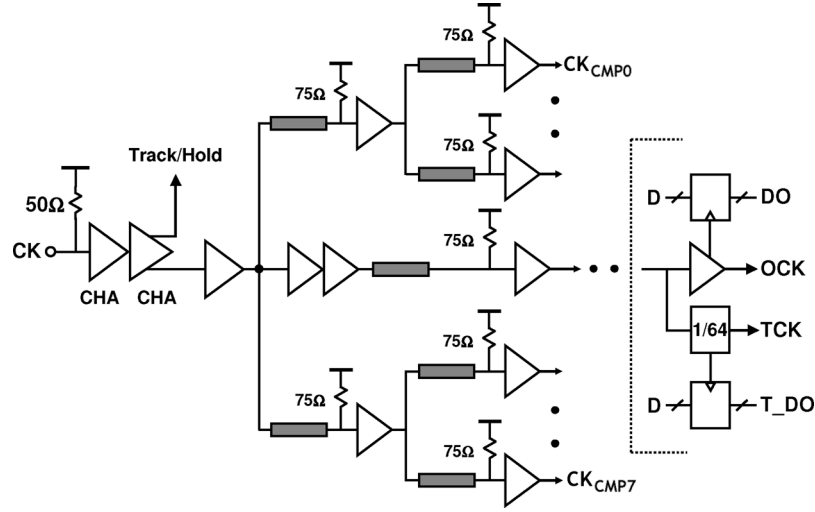 75Ω
CK_CMP0
75Ω
75Ω
Track/Hold
50Ω
CK
CHA
CHA
75Ω
D
DO
OCK
1/64
TCK
D
T_DO
75Ω
75Ω
75Ω
CK_CMP7